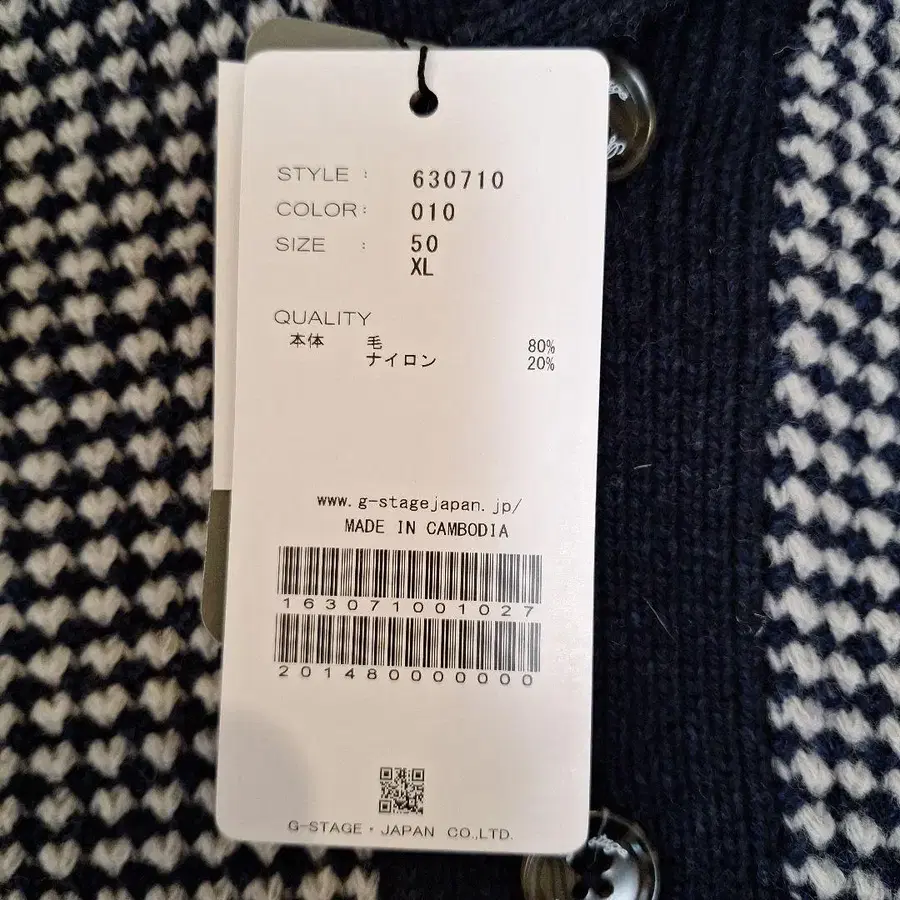 STYLE : 630710
COLOR: 010
SIZE : 50
XL
QUALITY
本体 毛 80%
ナイロン 20%
www.g-stagejapan.jp/
MADE IN CAMBODIA
1630710010027
2014800000000
G-STAGE・JAPAN CO.,LTD.